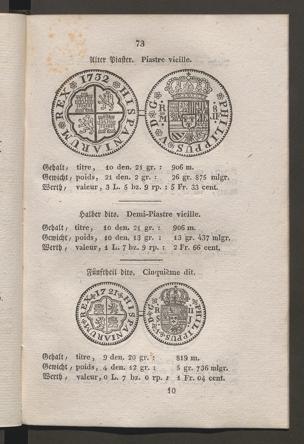 73
Alter Piaster. Piastre vieille.
1732 HISPANIARUM REX
PHILIPPUS V D G
R M
S II
Gehalt, titre, 10 den. 21 gr. : 906 m.
Gewicht, poids, 21 den. 2 gr. : 26 gr. 875 mlgr.
Werth, valeur, 3 L. 5 bz. 9 rp. : 5 Fr. 33 cent.
Halber dito. Demi-Piastre vieille.
Gehalt, titre, 10 den. 21 gr. : 906 m.
Gewicht, poids, 10 den. 13 gr. : 13 gr. 437 mlgr.
Werth, valeur, 1 L. 7 bz. 9 rp. : 2 Fr. 66 cent.
Fünftheil dito. Cinquième dit.
1721 HISPANIARUM REX
PHILIPPUS V D G
R
II
Gehalt, titre, 9 den. 20 gr. : 819 m.
Gewicht, poids, 4 den. 12 gr. : 5 gr. 736 mlgr.
Werth, valeur, 0 L. 7 bz. 0 rp. : 1 Fr. 04 cent.
10